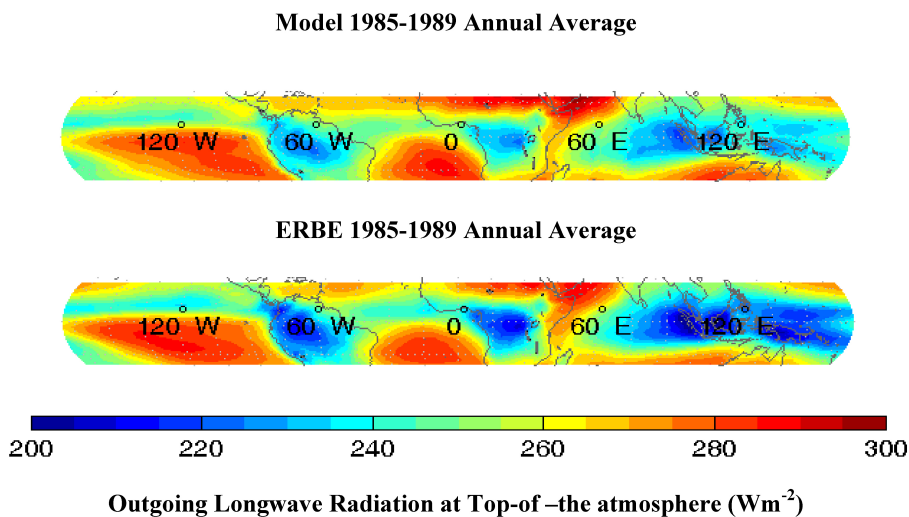 Model 1985-1989 Annual Average
120 W 60 W 0 60 E 120 E
ERBE 1985-1989 Annual Average
120 W 60 W 0 60 E 120 E
200 220 240 260 280 300
Outgoing Longwave Radiation at Top-of –the atmosphere (Wm⁻²)